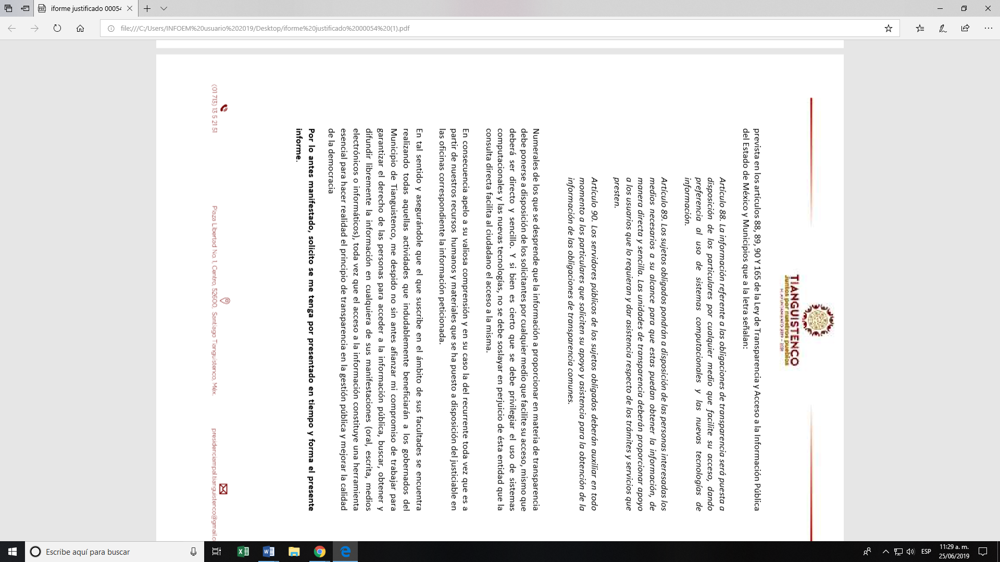 iforme justificado 00054
file:///C:/Users/INFOEM%20usuario%202019/Desktop/iforme%20justificado%2000054%20(1).pdf
TIANGUISTENCO
Juntos por nuestros pueblos
H. AYUNTAMIENTO 2019 - 2021
prevista en los artículos 88, 89, 90 Y 165 de la Ley de Transparencia y Acceso a la Información Pública
del Estado de México y Municipios que a la letra señalan:
Artículo 88. La información referente a las obligaciones de transparencia será puesta a
disposición de los particulares por cualquier medio que facilite su acceso, dando
preferencia al uso de sistemas computacionales y las nuevas tecnologías de
información.
Artículo 89. Los sujetos obligados pondrán a disposición de las personas interesadas los
medios necesarios a su alcance para que estas puedan obtener la información, de
manera directa y sencilla. Las unidades de transparencia deberán proporcionar apoyo
a los usuarios que lo requieran y dar asistencia respecto de los trámites y servicios que
presten.
Artículo 90. Los servidores públicos de los sujetos obligados deberán auxiliar en todo
momento a los particulares que soliciten su apoyo y asistencia para la obtención de la
información de las obligaciones de transparencia comunes.
Numerales de los que se desprende que la información a proporcionar en materia de transparencia
debe ponerse a disposición de los solicitantes por cualquier medio que facilite su acceso, mismo que
deberá ser directo y sencillo. Y si bien es cierto que se debe privilegiar el uso de sistemas
computacionales y las nuevas tecnologías, no se debe soslayar en perjuicio de ésta entidad que la
consulta directa facilita al ciudadano el acceso a la misma.
En consecuencia apelo a su valiosa comprensión y en su caso la del recurrente toda vez que es a
partir de nuestros recursos humanos y materiales que se ha puesto a disposición del justiciable en
las oficinas correspondiente la información peticionada.
En tal sentido y asegurándole que el que suscribe en el ámbito de sus facultades se encuentra
realizando todas aquellas actividades que indudablemente beneficiarán a los gobernados del
Municipio de Tianguistenco, me despido no sin antes afianzar mi compromiso de trabajar para
garantizar el derecho de las personas para acceder a la información pública, buscar, obtener y
difundir libremente la información en cualquiera de sus manifestaciones (oral, escrita, medios
electrónicos o informáticos), toda vez que el acceso a la información constituye una herramienta
esencial para hacer realidad el principio de transparencia en la gestión pública y mejorar la calidad
de la democracia
Por lo antes manifestado, solicito se me tenga por presentado en tiempo y forma el presente
informe.
(01 713) 13 5 21 51
Plaza Libertad No. 1, Centro, 52600, Santiago Tianguistenco, Méx.
presidenciampal.tianguistenco@gmail.c
Escribe aquí para buscar
ESP
11:29 a. m.
25/06/2019